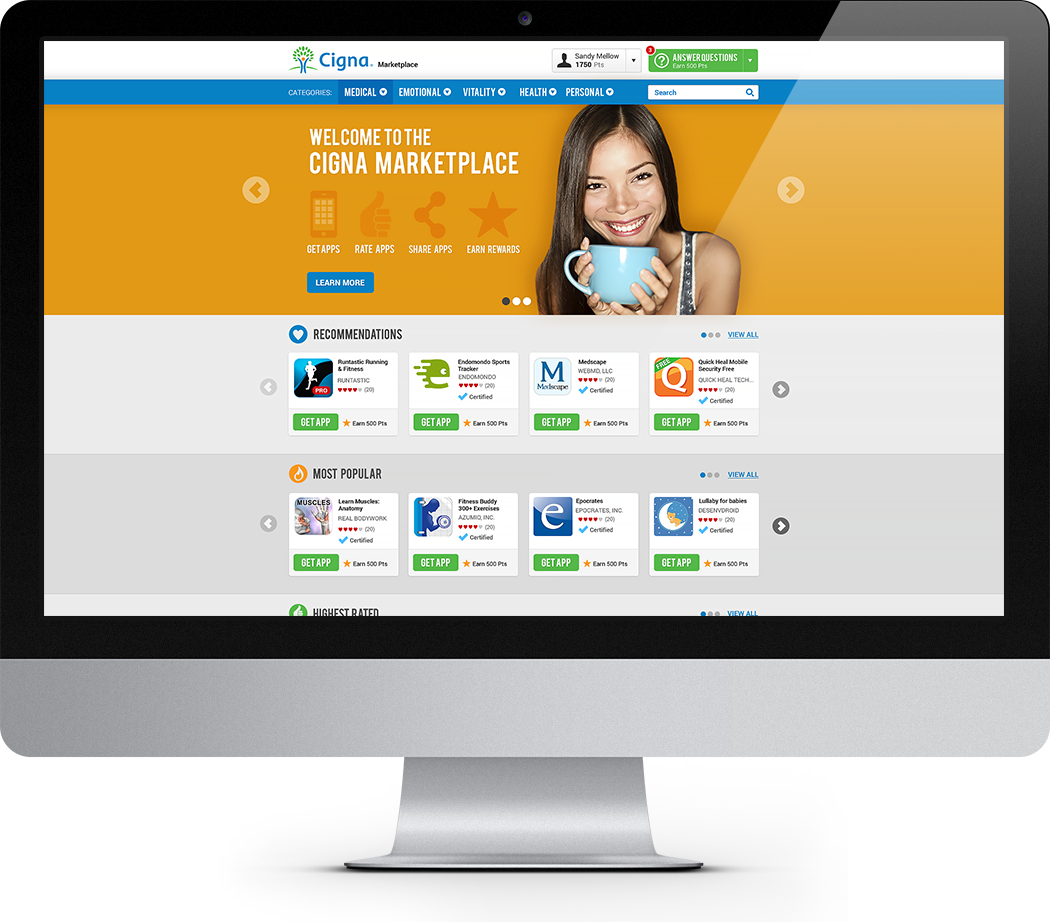 Cigna. Marketplace
Sandy Mellow
1750 Pts
3
ANSWER QUESTIONS
Earn 500 Pts
CATEGORIES: MEDICAL EMOTIONAL VITALITY HEALTH PERSONAL Search
WELCOME TO THE
CIGNA MARKETPLACE
GET APPS RATE APPS SHARE APPS EARN REWARDS
LEARN MORE
RECOMMENDATIONS
VIEW ALL
PRO
Runtastic Running
& Fitness
RUNTASTIC
(20)
GET APP Earn 500 Pts
Endomondo Sports
Tracker
ENDOMONDO
(20)
Certified
GET APP Earn 500 Pts
M
Medscape
Medscape
WEBMD, LLC
(20)
Certified
GET APP Earn 500 Pts
FREE
Q
Quick Heal Mobile
Security Free
QUICK HEAL TECH...
(20)
Certified
GET APP Earn 500 Pts
MOST POPULAR
VIEW ALL
MUSCLES
Learn Muscles:
Anatomy
REAL BODYWORK
(20)
Certified
GET APP Earn 500 Pts
Fitness Buddy
300+ Exercises
AZUMIO, INC.
(20)
Certified
GET APP Earn 500 Pts
e
Epocrates
EPOCRATES, INC.
(20)
Certified
GET APP Earn 500 Pts
Lullaby for babies
DESENVDROID
(20)
Certified
GET APP Earn 500 Pts
HIGHEST RATED
VIEW ALL